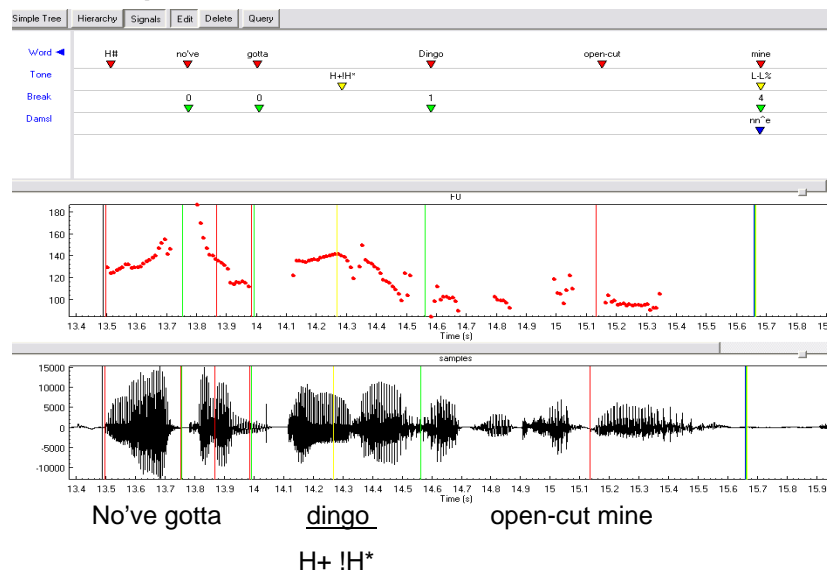 Simple Tree Hierarchy Signals Edit Delete Query
Word H# no've gotta Dingo open-cut mine
Tone H+!H* L-L%
Break 0 0 1 4
Damsl nn^e
180
160
140
120
100
13.4 13.5 13.6 13.7 13.8 13.9 14 14.1 14.2 14.3 14.4 14.5 14.6 14.7 14.8 14.9 15 15.1 15.2 15.3 15.4 15.5 15.6 15.7 15.8 15.9
Time (s)
samples
15000
10000
5000
0
-5000
-10000
13.4 13.5 13.6 13.7 13.8 13.9 14 14.1 14.2 14.3 14.4 14.5 14.6 14.7 14.8 14.9 15 15.1 15.2 15.3 15.4 15.5 15.6 15.7 15.8 15.9
Time (s)
No've gotta dingo open-cut mine
H+ !H*